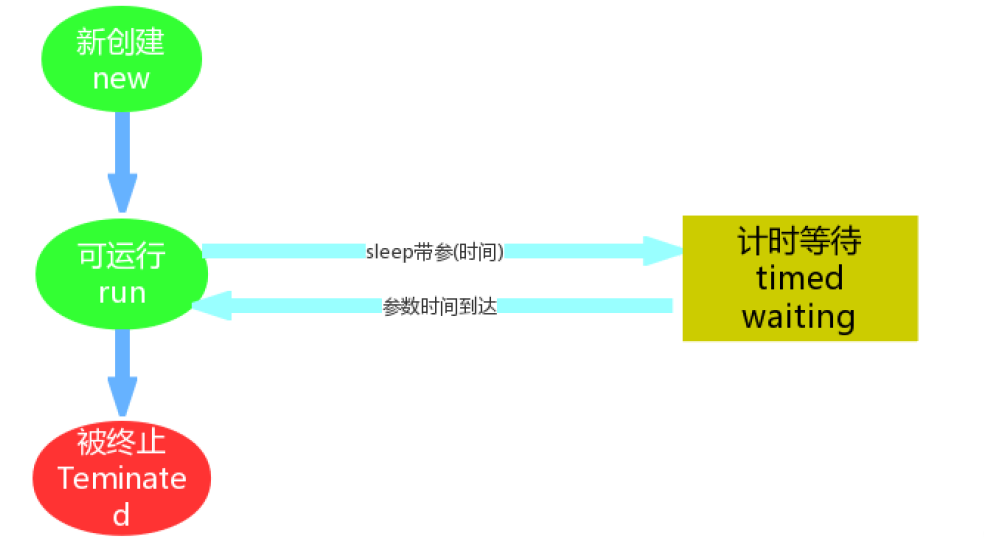 新创建
new
可运行
run
sleep带参(时间)
参数时间到达
计时等待
timed
waiting
被终止
Teminate
d